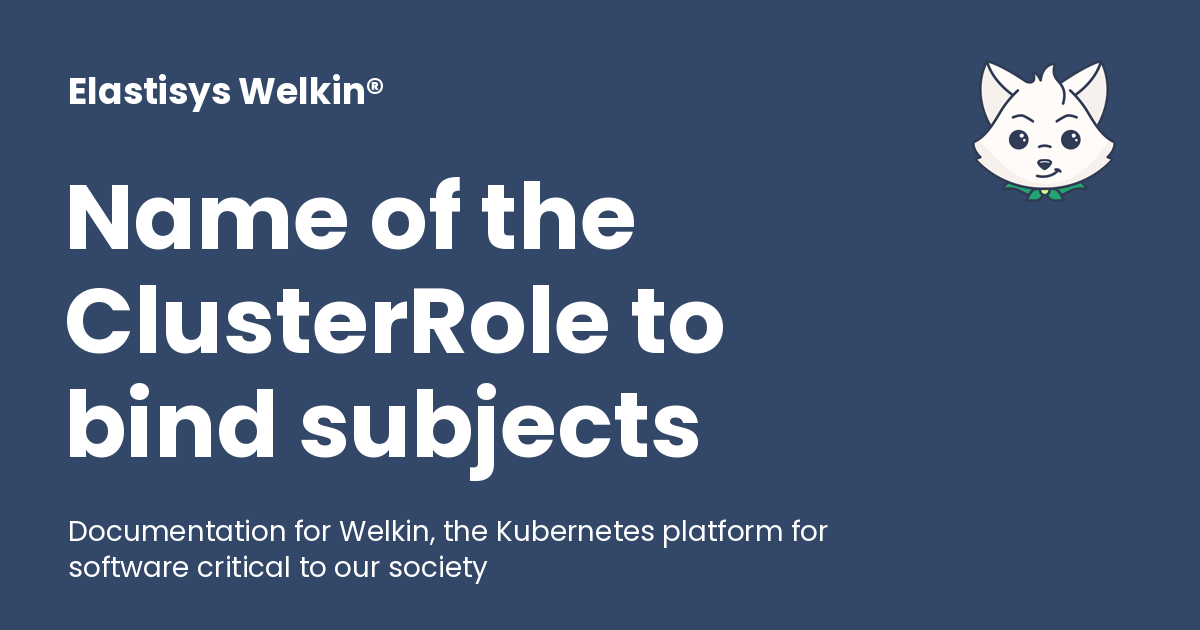 Elastisys Welkin®
Name of the
ClusterRole to
bind subjects
Documentation for Welkin, the Kubernetes platform for
software critical to our society